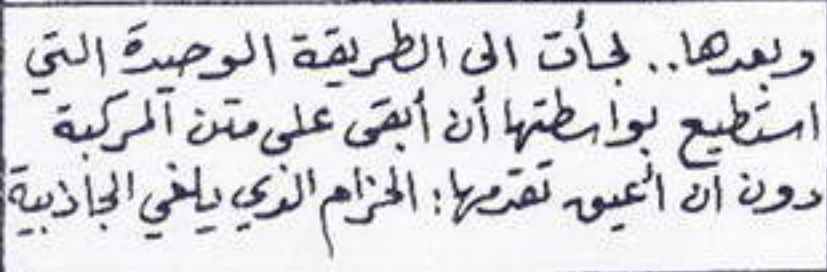 وبعدها.. لجأت الى الطريقة الوحيدة التي
استطيع بواسطتها أن أبقى على متن المركبة
دون ان أعيق تقدمها: الحزام الذي يلغي الجاذبية